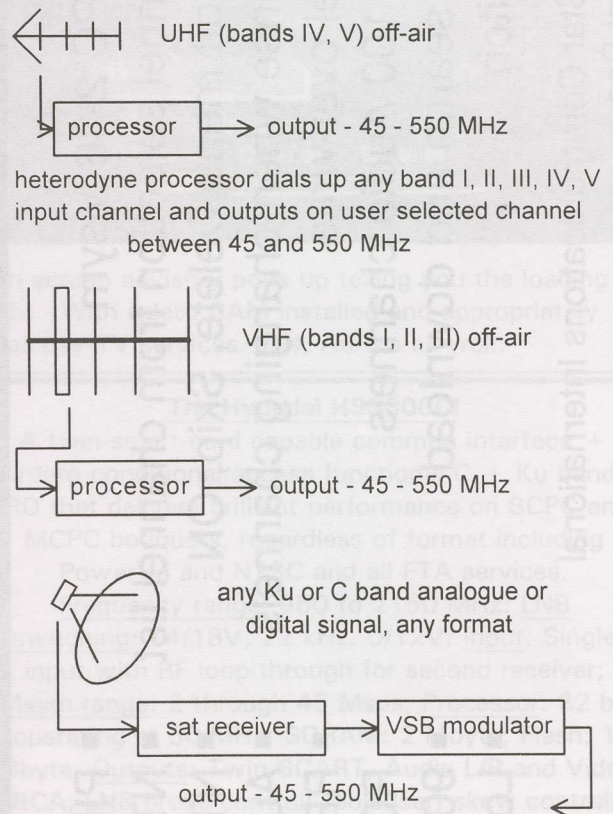 UHF (bands IV, V) off-air
processor
output - 45 - 550 MHz
heterodyne processor dials up any band I, II, III, IV, V
input channel and outputs on user selected channel
between 45 and 550 MHz
VHF (bands I, II, III) off-air
processor
output - 45 - 550 MHz
any Ku or C band analogue or
digital signal, any format
sat receiver
VSB modulator
output - 45 - 550 MHz